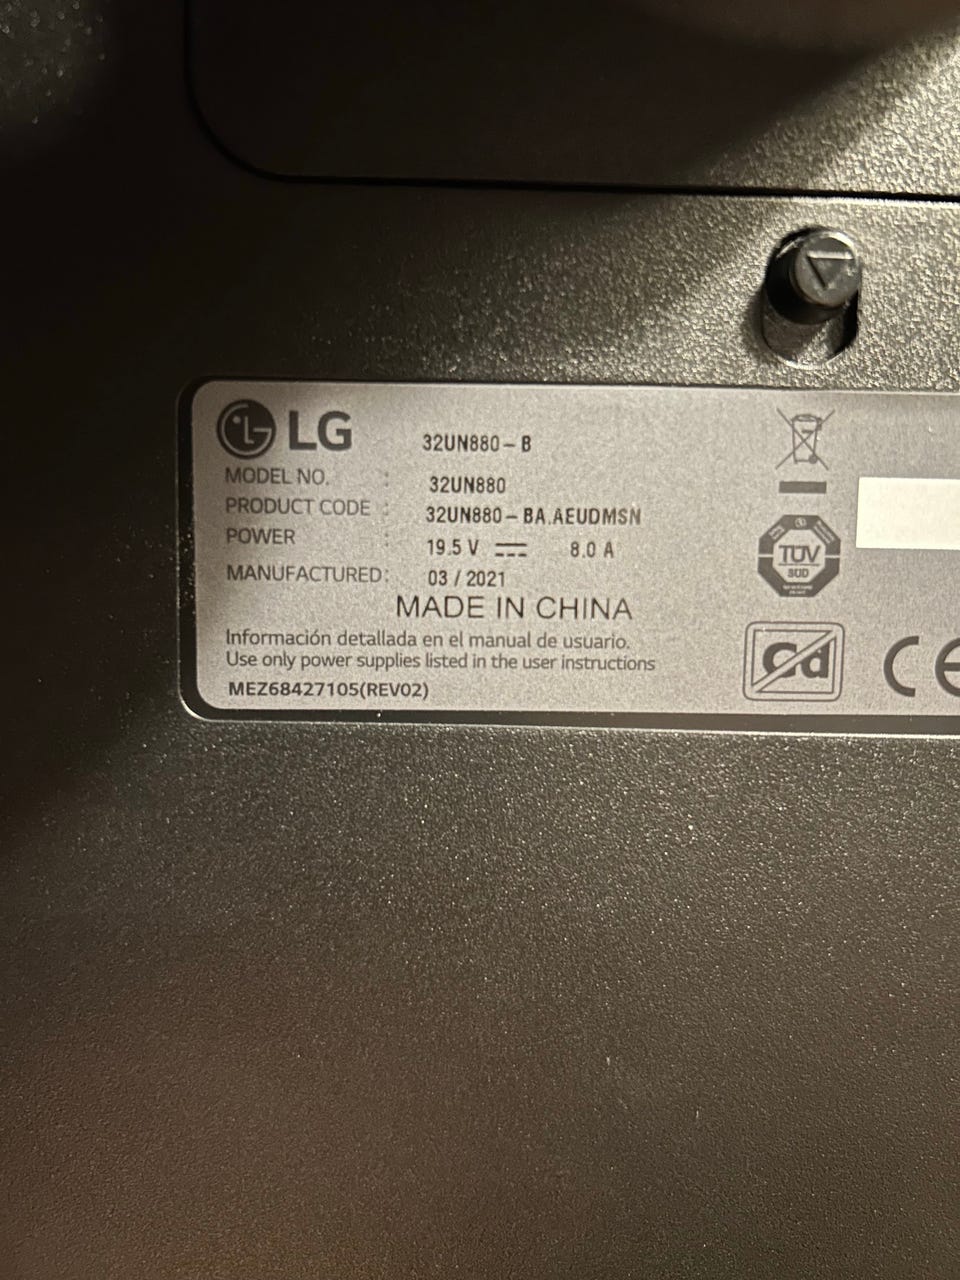 LG
32UN880-B
MODEL NO. : 32UN880
PRODUCT CODE : 32UN880-BA.AEUDMSN
POWER : 19.5 V 8.0 A
MANUFACTURED: 03 / 2021
MADE IN CHINA
Información detallada en el manual de usuario.
Use only power supplies listed in the user instructions
MEZ68427105(REV02)
TÜV
SÜD
Cd
CE